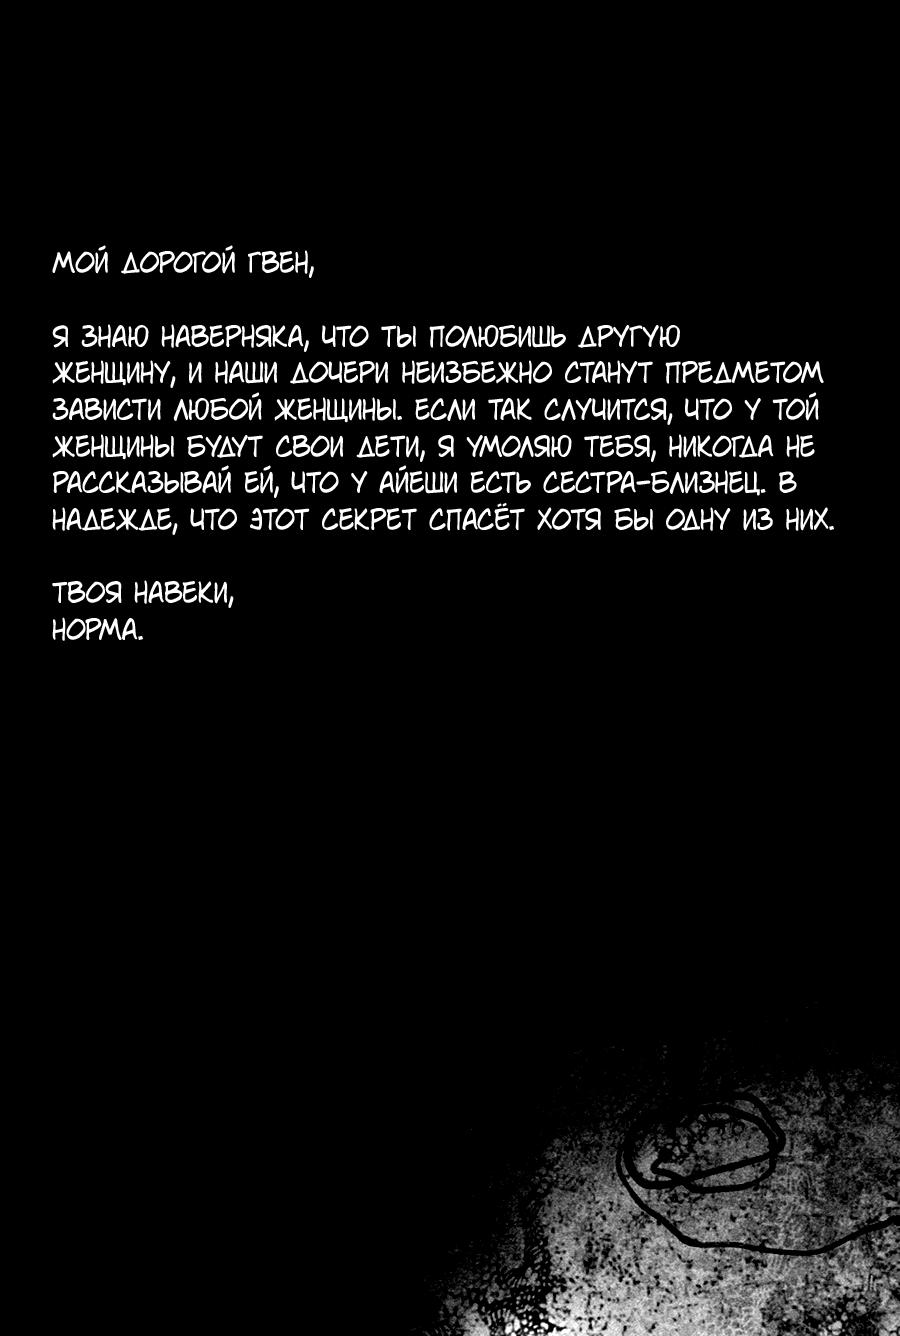 МОЙ ДОРОГОЙ ГВЕН,
Я ЗНАЮ НАВЕРНЯКА, ЧТО ТЫ ПОЛЮБИШЬ ДРУГУЮ
ЖЕНЩИНУ, И НАШИ ДОЧЕРИ НЕИЗБЕЖНО СТАНУТ ПРЕДМЕТОМ
ЗАВИСТИ ЛЮБОЙ ЖЕНЩИНЫ. ЕСЛИ ТАК СЛУЧИТСЯ, ЧТО У ТОЙ
ЖЕНЩИНЫ БУДУТ СВОИ ДЕТИ, Я УМОЛЯЮ ТЕБЯ, НИКОГДА НЕ
РАССКАЗЫВАЙ ЕЙ, ЧТО У АЙЕШИ ЕСТЬ СЕСТРА-БЛИЗНЕЦ. В
НАДЕЖДЕ, ЧТО ЭТОТ СЕКРЕТ СПАСЁТ ХОТЯ БЫ ОДНУ ИЗ НИХ.
ТВОЯ НАВЕКИ,
НОРМА.